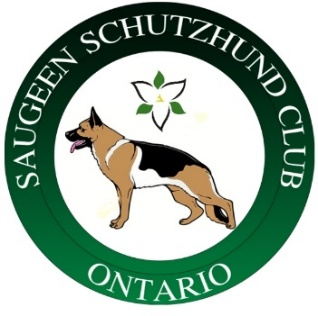 SAUGEEN SCHUTZHUND CLUB
ONTARIO